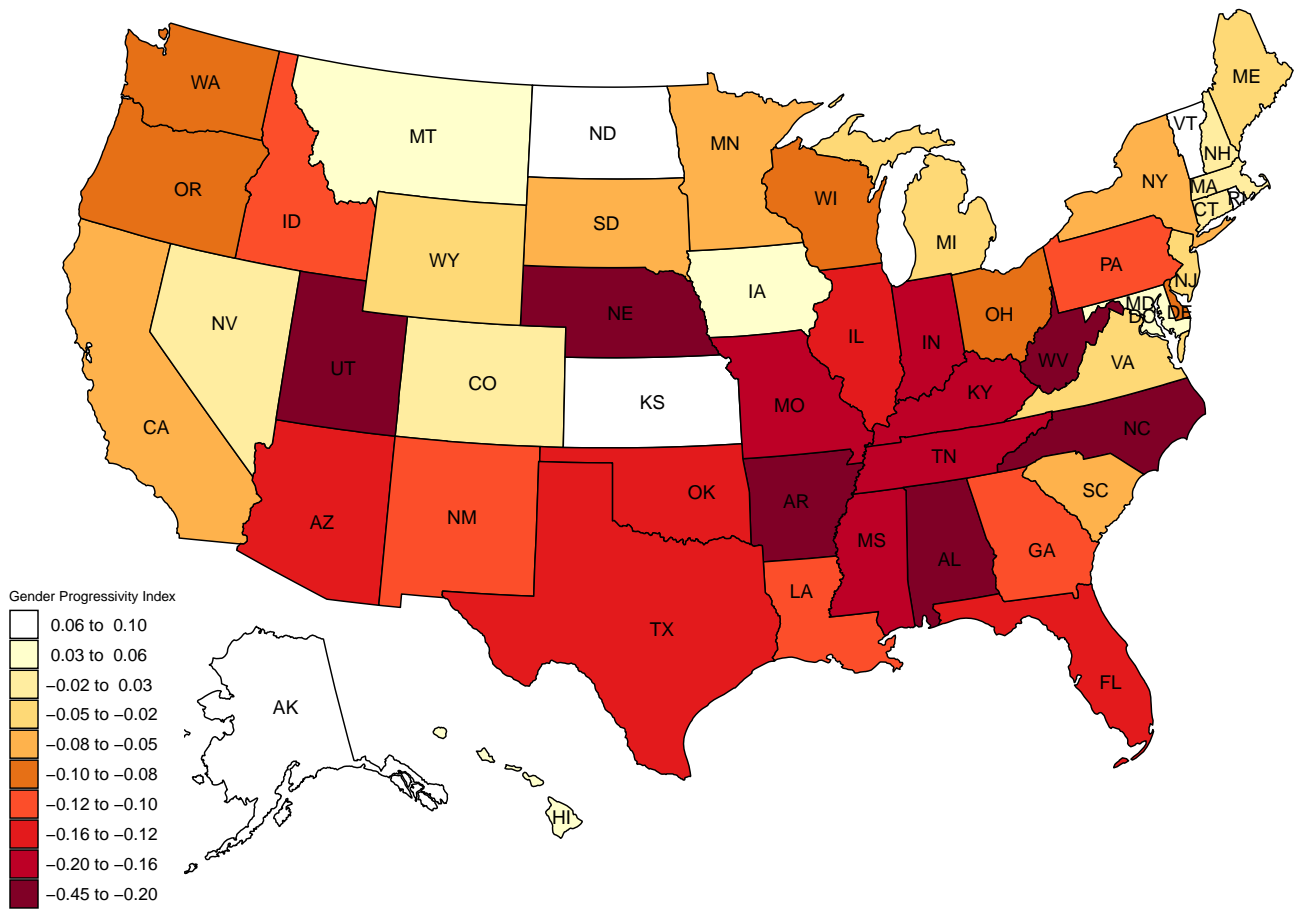 WA
MT
ND
MN
ME
VT
NH
OR
ID
SD
WI
NY
MA
RI
CT
WY
MI
IA
PA
NJ
NV
NE
OH
MD
DC
DE
UT
CO
IL
IN
WV
VA
CA
KS
MO
KY
NC
AZ
NM
OK
AR
TN
SC
MS
AL
GA
LA
TX
FL
AK
HI
Gender Progressivity Index
0.06 to 0.10
0.03 to 0.06
−0.02 to 0.03
−0.05 to −0.02
−0.08 to −0.05
−0.10 to −0.08
−0.12 to −0.10
−0.16 to −0.12
−0.20 to −0.16
−0.45 to −0.20